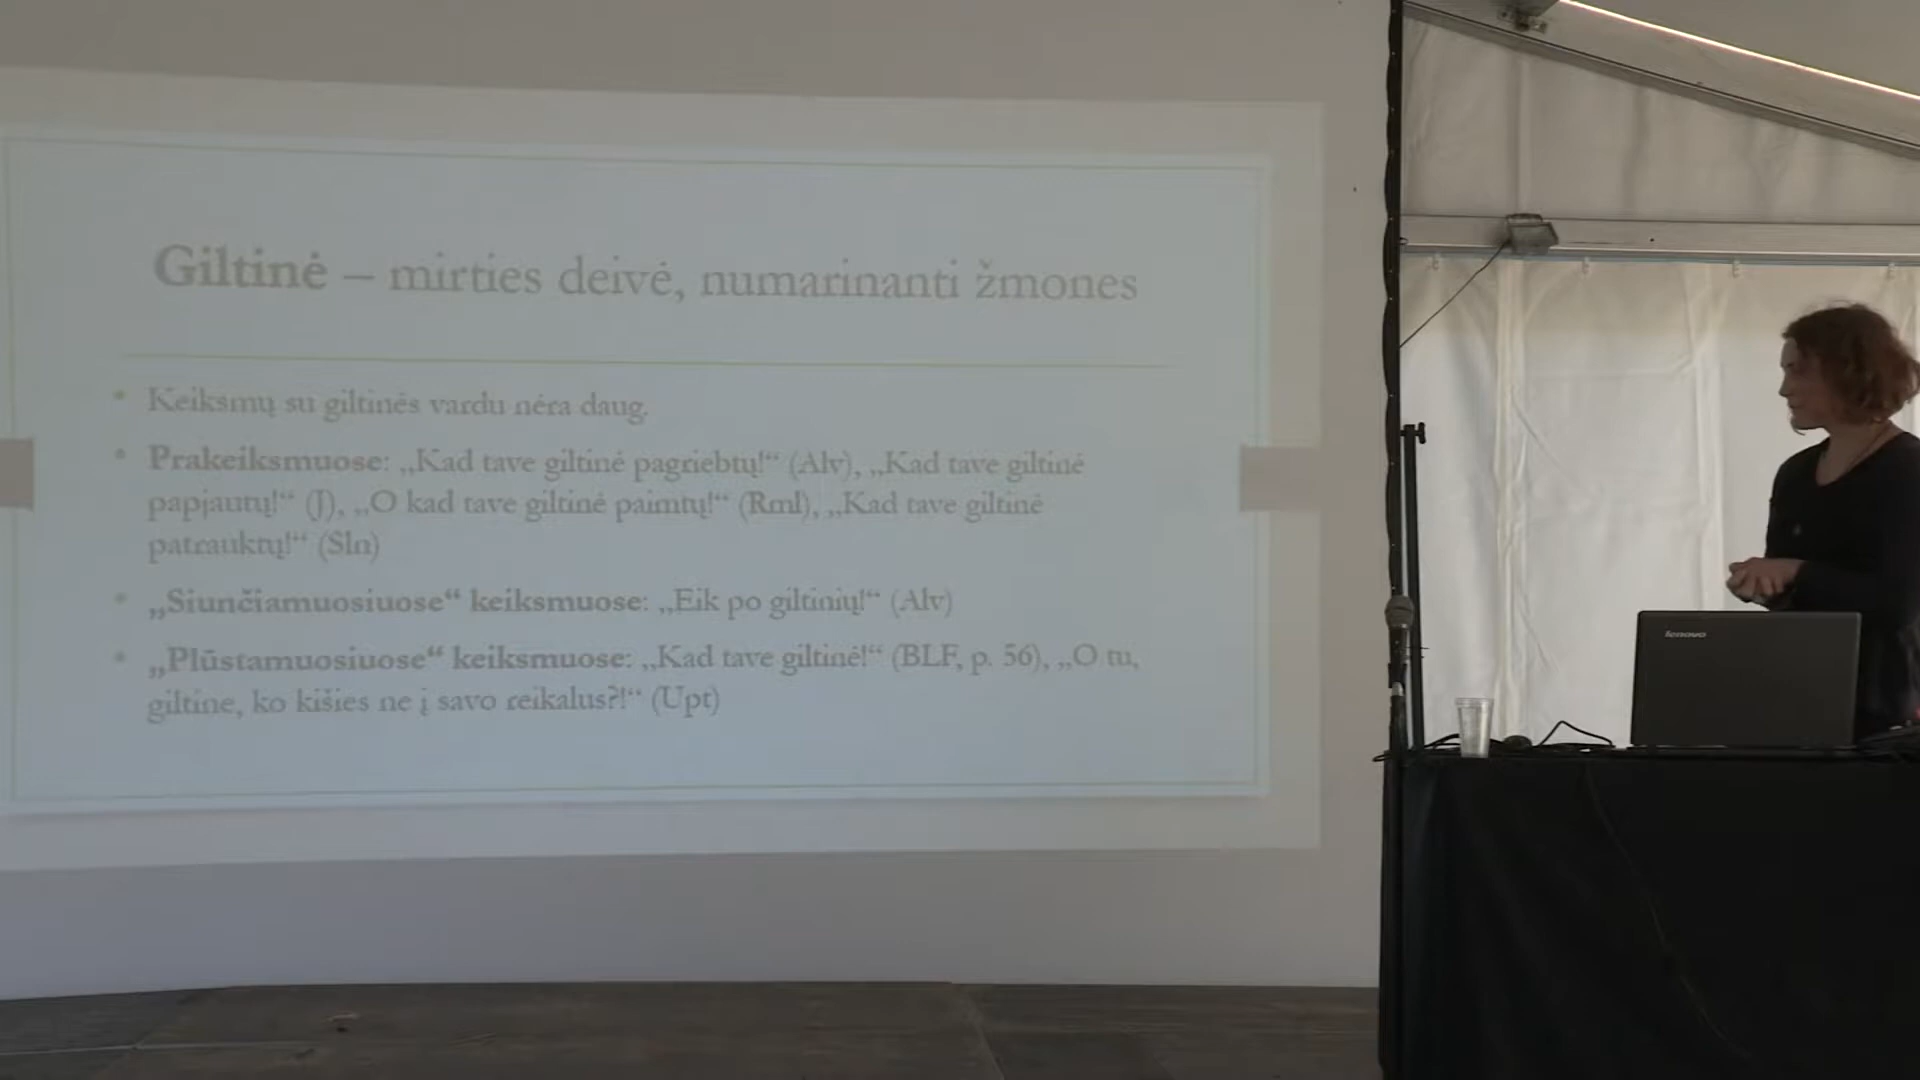 Giltinė – mirties deivė, numarinanti žmones
• Keiksmų su giltinės vardu nėra daug.
• Prakeiksmuose: „Kad tave giltinė pagriebtų!“ (Alv), „Kad tave giltinė
papjautų!“ (J), „O kad tave giltinė paimtų!“ (Rml), „Kad tave giltinė
patrauktų!“ (Sln)
• „Siunčiamuosiuose“ keiksmuose: „Eik po giltinių!“ (Alv)
• „Plūstamuosiuose“ keiksmuose: „Kad tave giltinė!“ (BLF, p. 56), „O tu,
giltine, ko kišies ne į savo reikalus?!“ (Upt)
lenovo